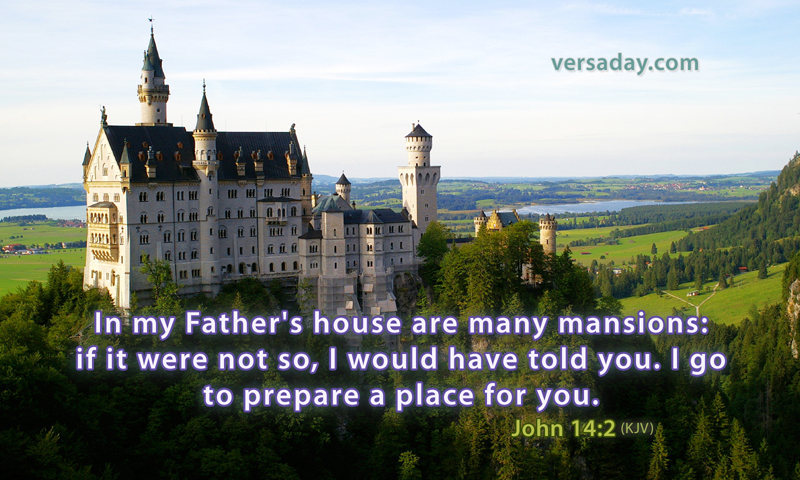 versaday.com
In my Father's house are many mansions:
if it were not so, I would have told you. I go
to prepare a place for you.
John 14:2 (KJV)